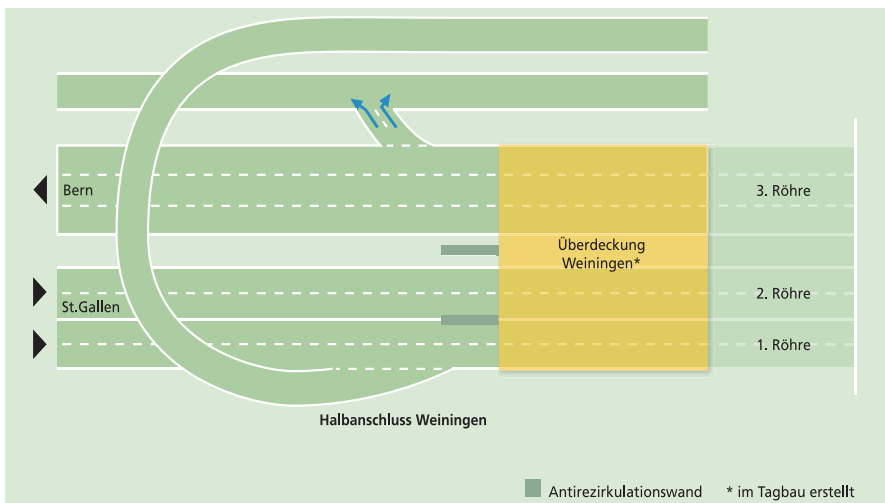 Bern
3. Röhre
Überdeckung
Weiningen*
2. Röhre
St.Gallen
1. Röhre
Halbanschluss Weiningen
Antirezirkulationswand * im Tagbau erstellt